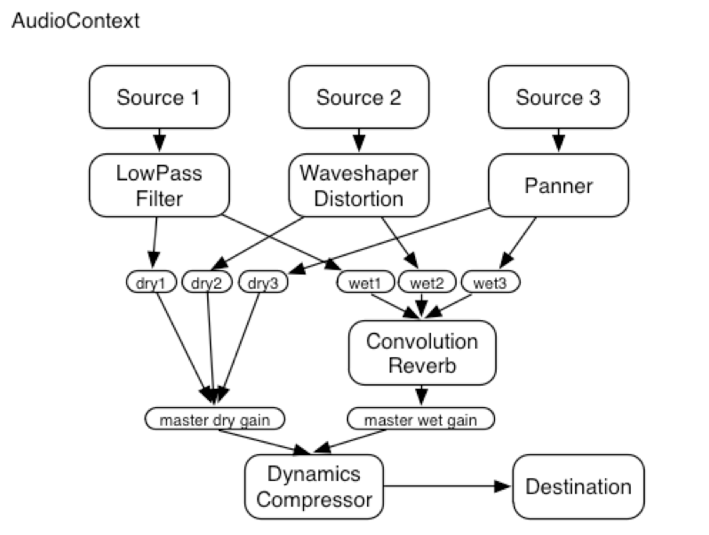 AudioContext
Source 1
Source 2
Source 3
LowPass
Filter
Waveshaper
Distortion
Panner
dry1
dry2
dry3
wet1
wet2
wet3
Convolution
Reverb
master dry gain
master wet gain
Dynamics
Compressor
Destination